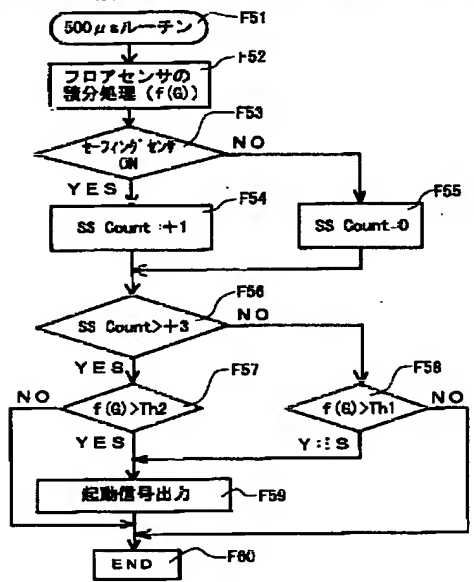 500μsルーチン
F51
フロアセンサの
積分処理 (f(G))
F52
セーフィングセンサ
ON
F53
NO
YES
F54
F55
SS Count :+1
SS Count=0
F56
SS Count>+3
NO
YES
F57
F58
NO
f(G)>Th2
f(G)>Th1
NO
YES
YES
起動信号出力
F59
END
F60